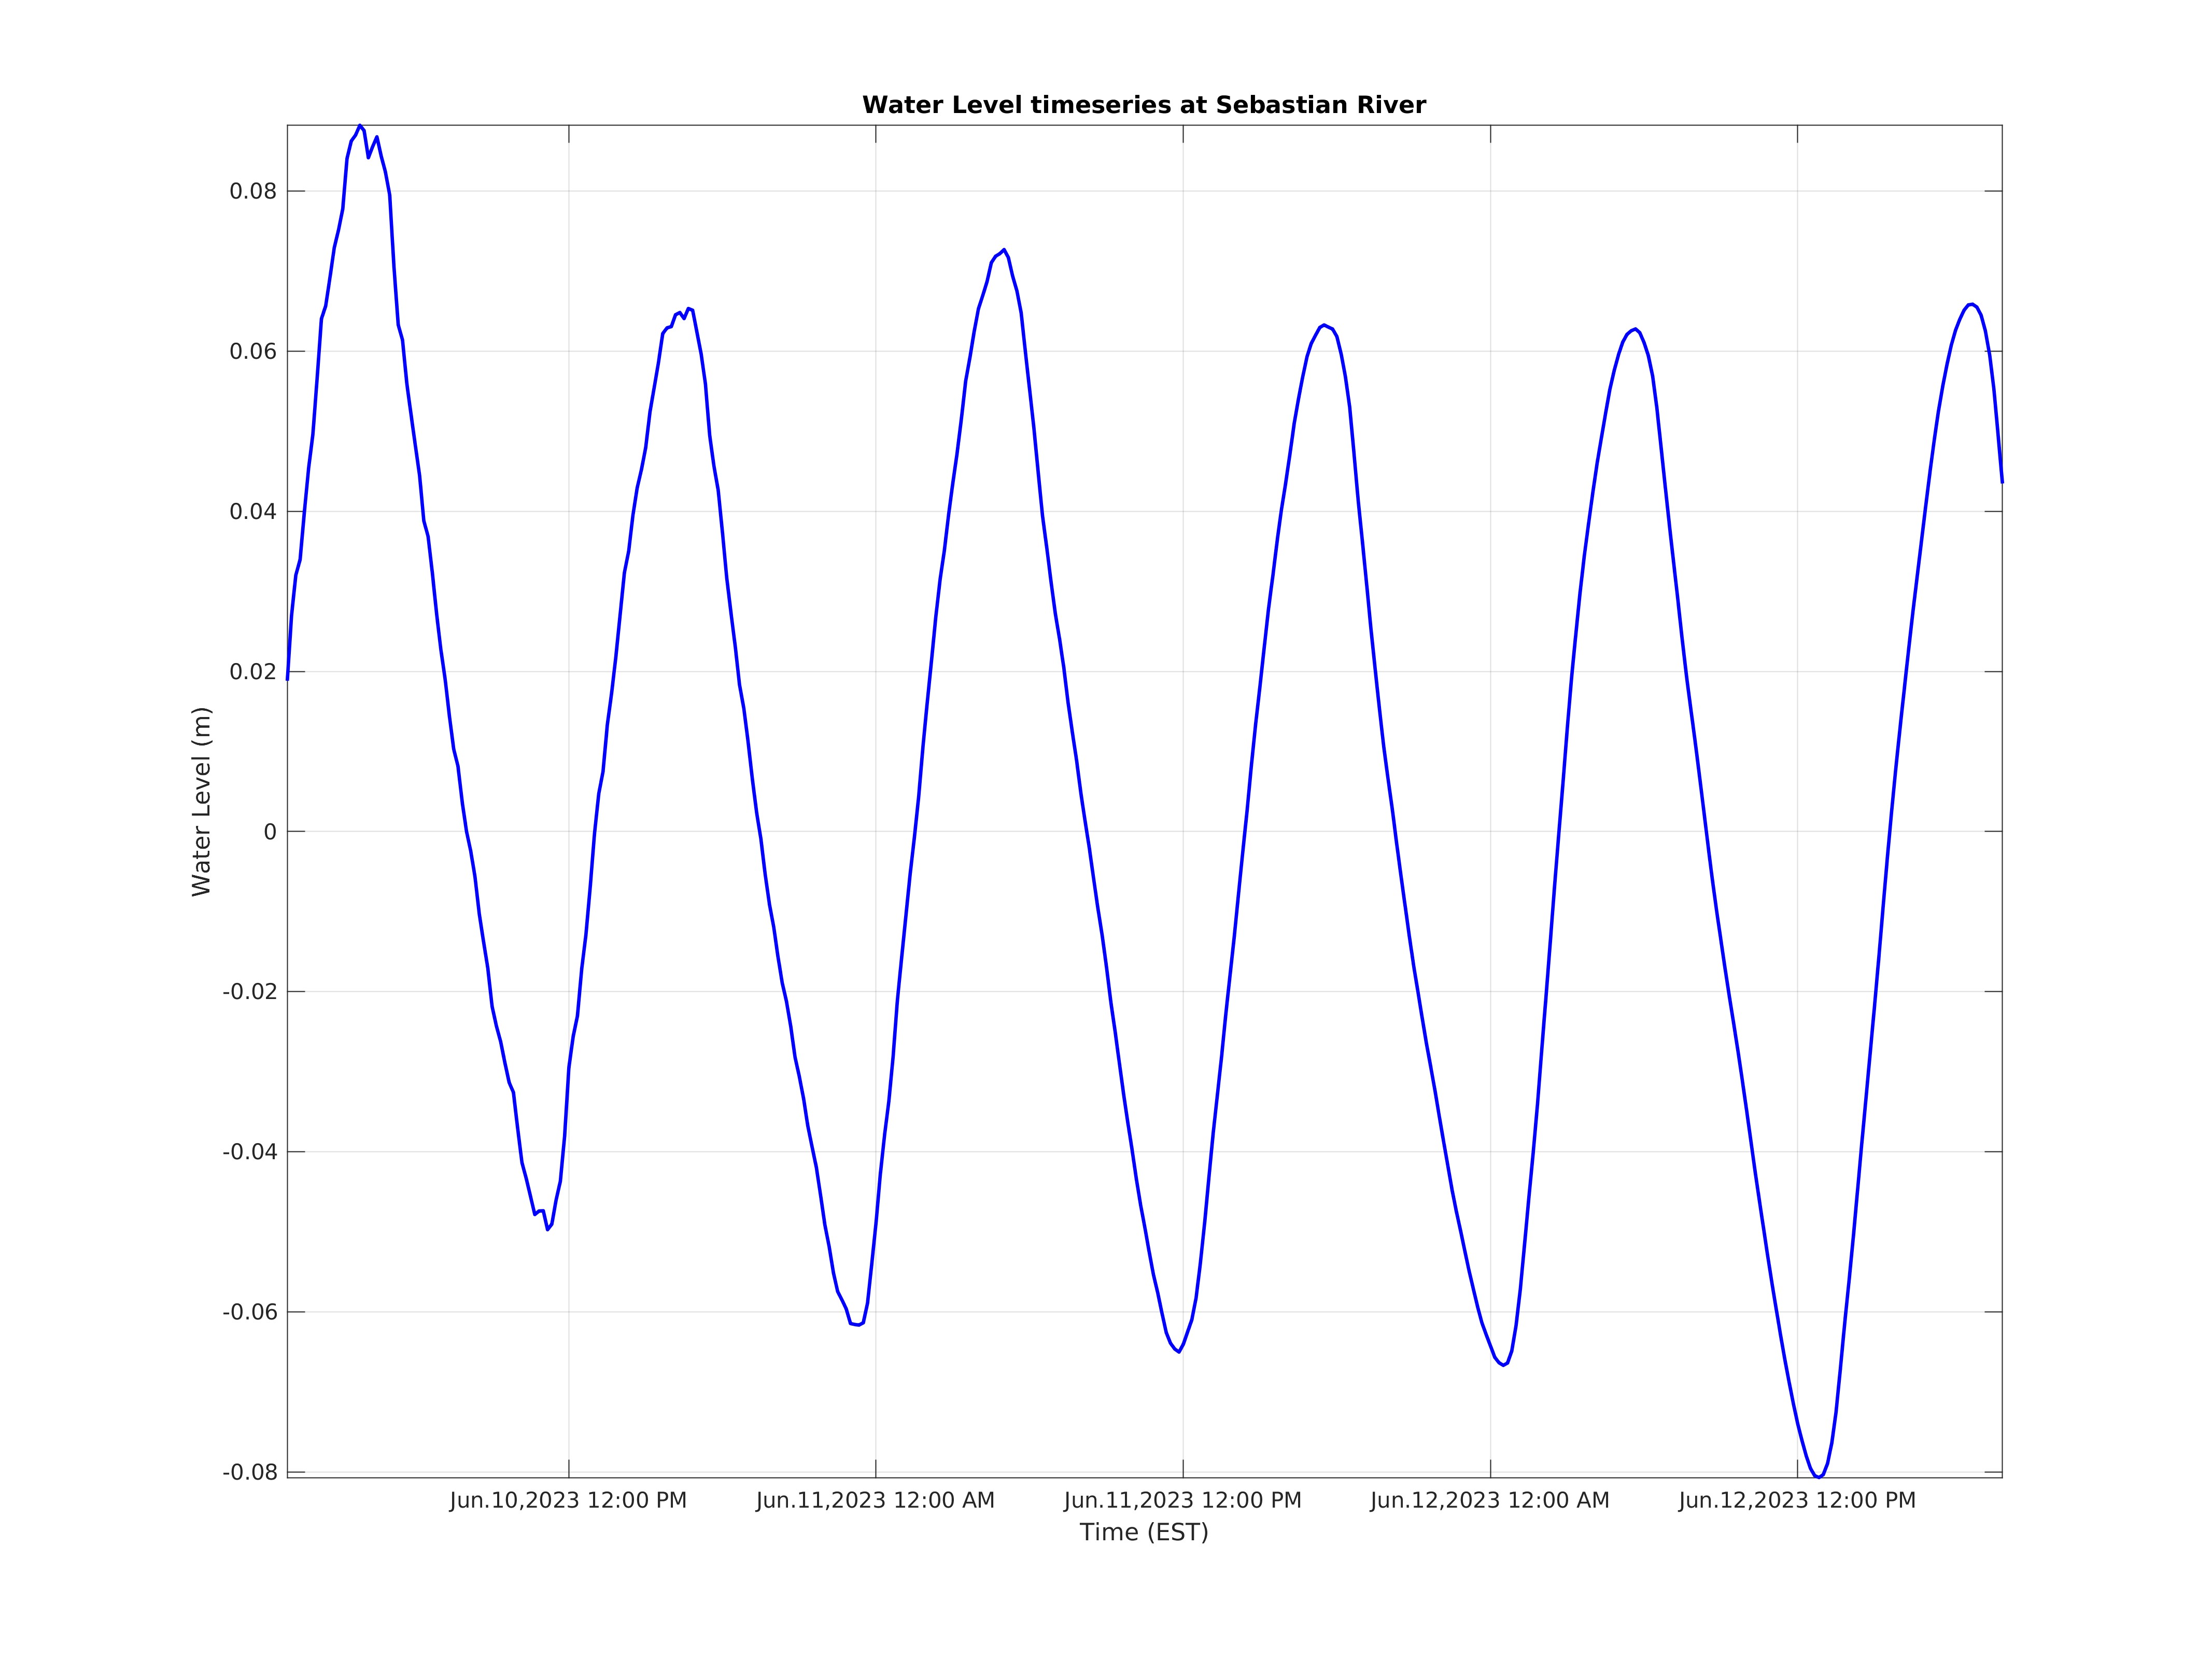 Water Level timeseries at Sebastian River
0.08
0.06
0.04
0.02
0
-0.02
-0.04
-0.06
-0.08
Water Level (m)
Jun.10,2023 12:00 PM
Jun.11,2023 12:00 AM
Jun.11,2023 12:00 PM
Jun.12,2023 12:00 AM
Jun.12,2023 12:00 PM
Time (EST)